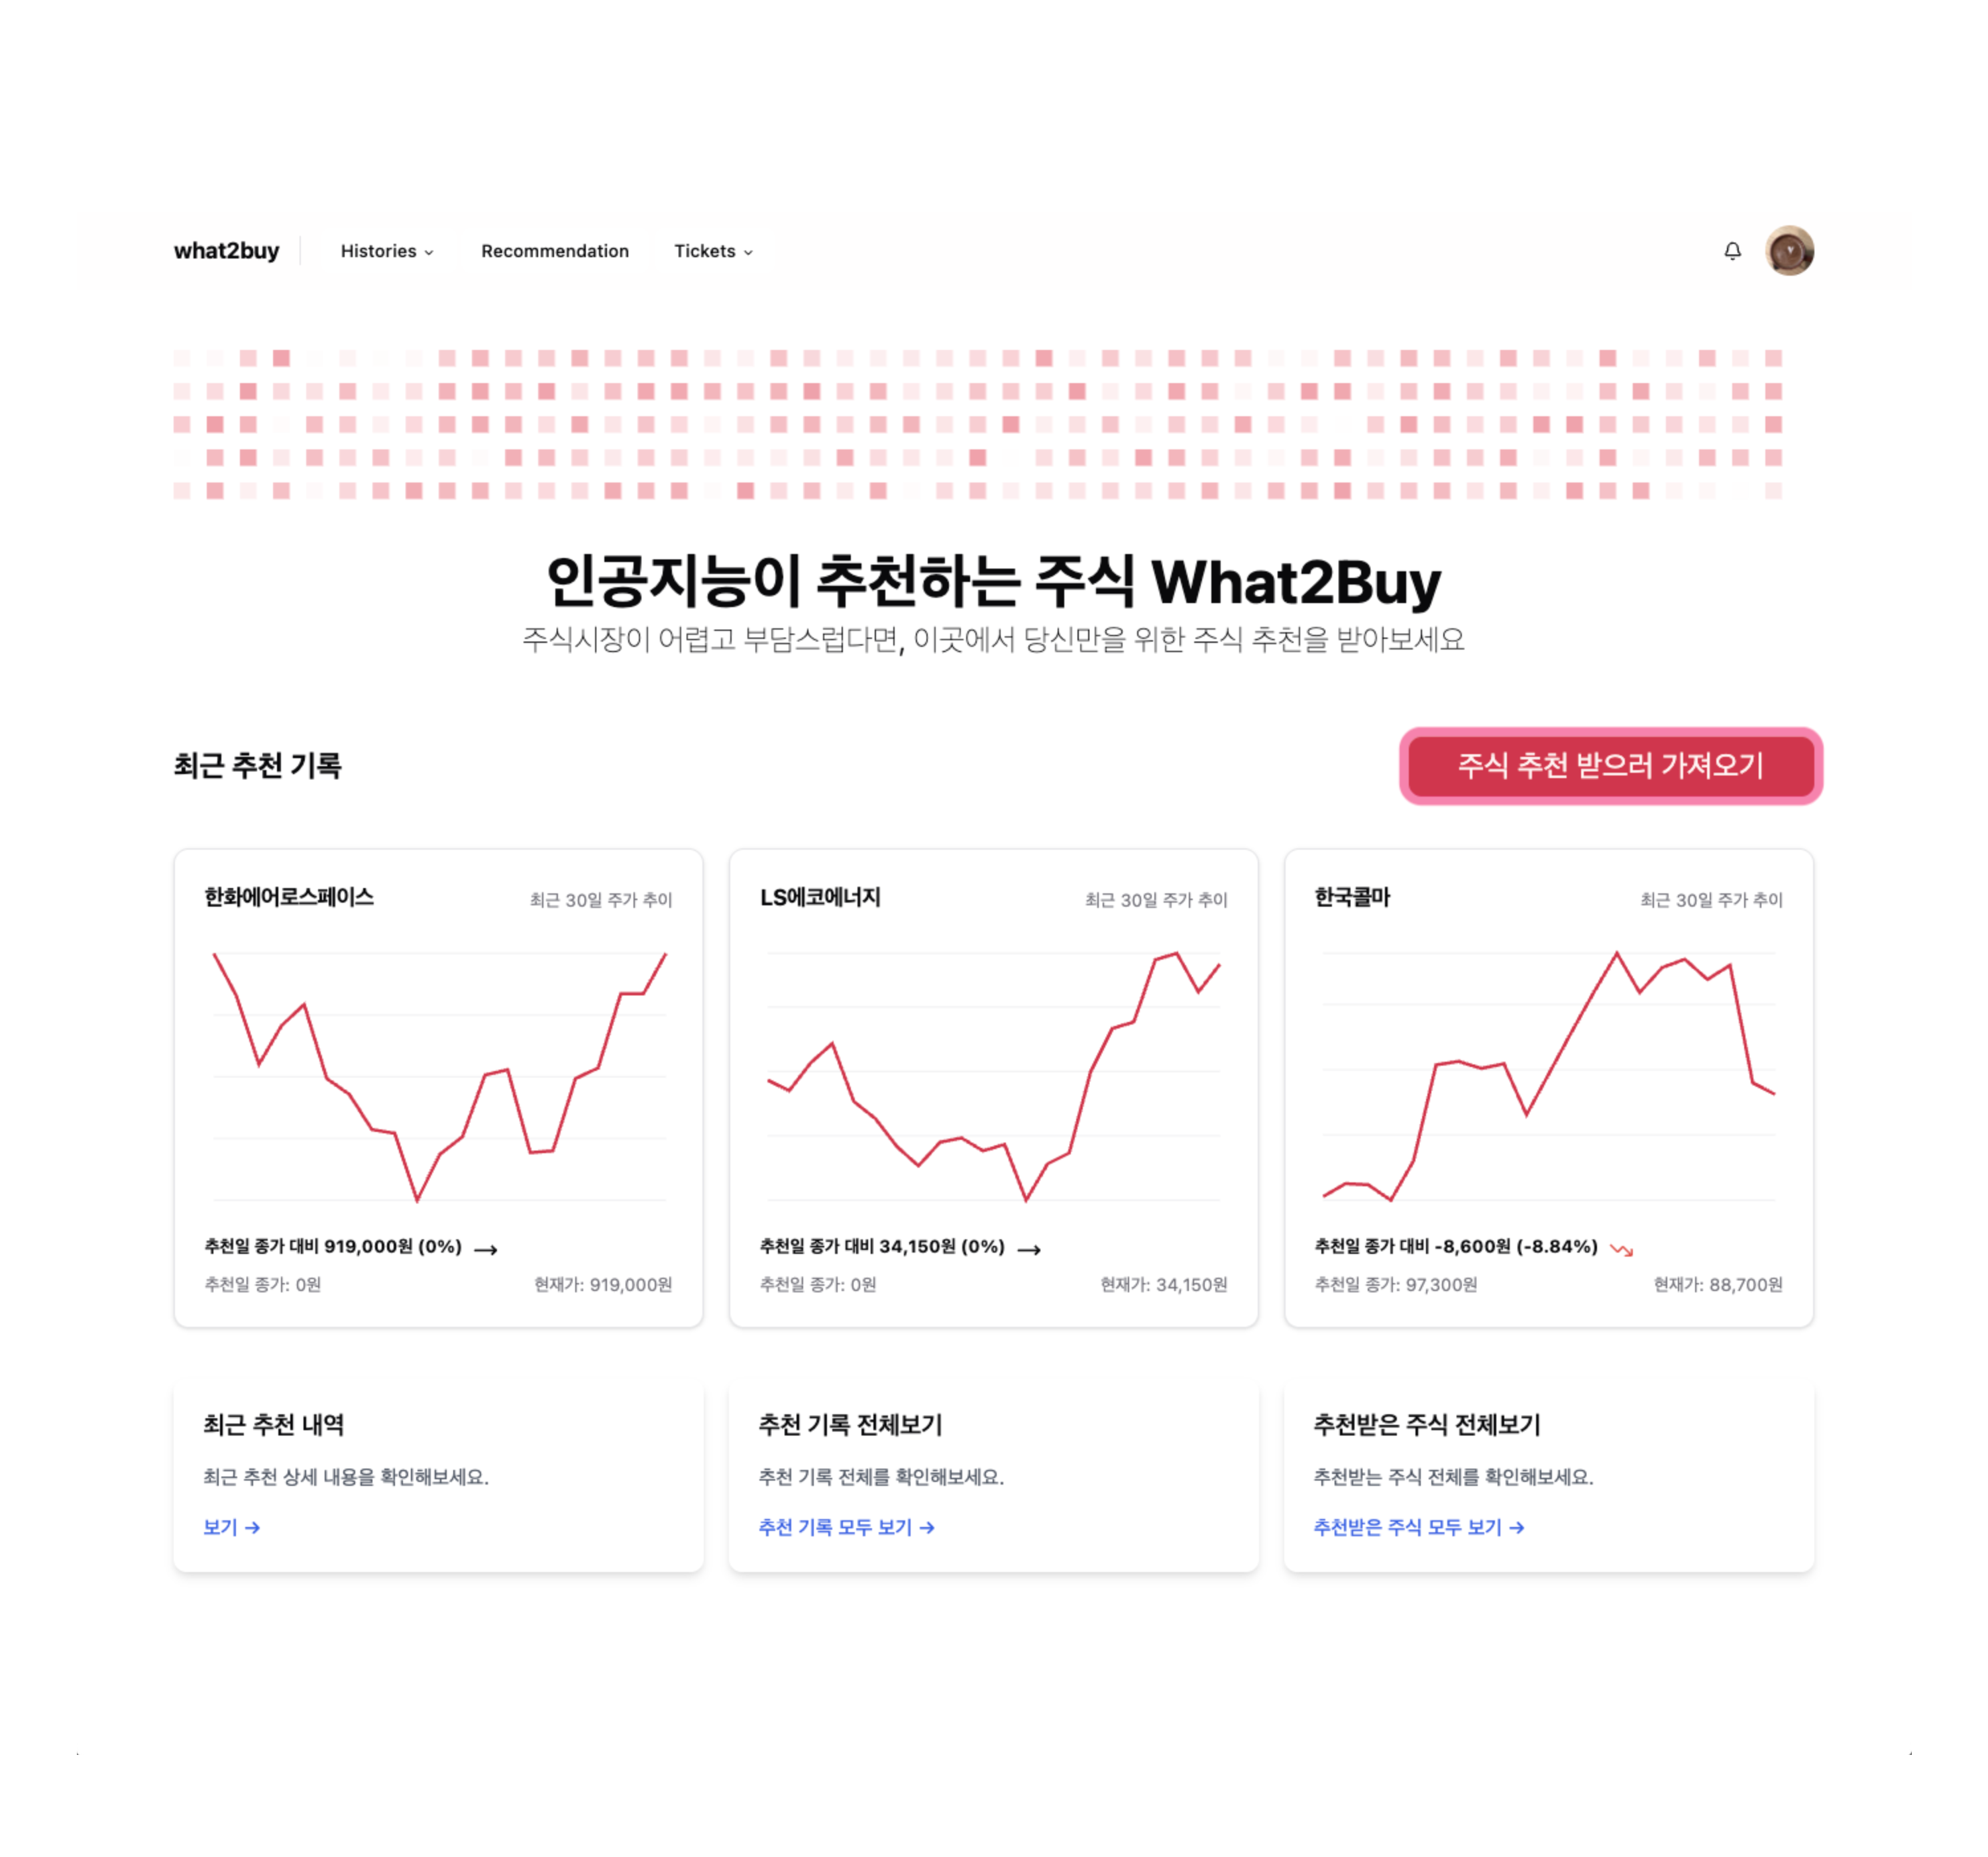 what2buy Histories Recommendation Tickets
인공지능이 추천하는 주식 What2Buy
주식시장이 어렵고 부담스럽다면, 이곳에서 당신만을 위한 주식 추천을 받아보세요
최근 추천 기록
주식 추천 받으러 가져오기
한화에어로스페이스 최근 30일 주가 추이
추천일 종가 대비 919,000원 (0%) →
추천일 종가: 0원 현재가: 919,000원
LS에코에너지 최근 30일 주가 추이
추천일 종가 대비 34,150원 (0%) →
추천일 종가: 0원 현재가: 34,150원
한국콜마 최근 30일 주가 추이
추천일 종가 대비 -8,600원 (-8.84%)
추천일 종가: 97,300원 현재가: 88,700원
최근 추천 내역
최근 추천 상세 내용을 확인해보세요.
보기 →
추천 기록 전체보기
추천 기록 전체를 확인해보세요.
추천 기록 모두 보기 →
추천받은 주식 전체보기
추천받는 주식 전체를 확인해보세요.
추천받은 주식 모두 보기 →